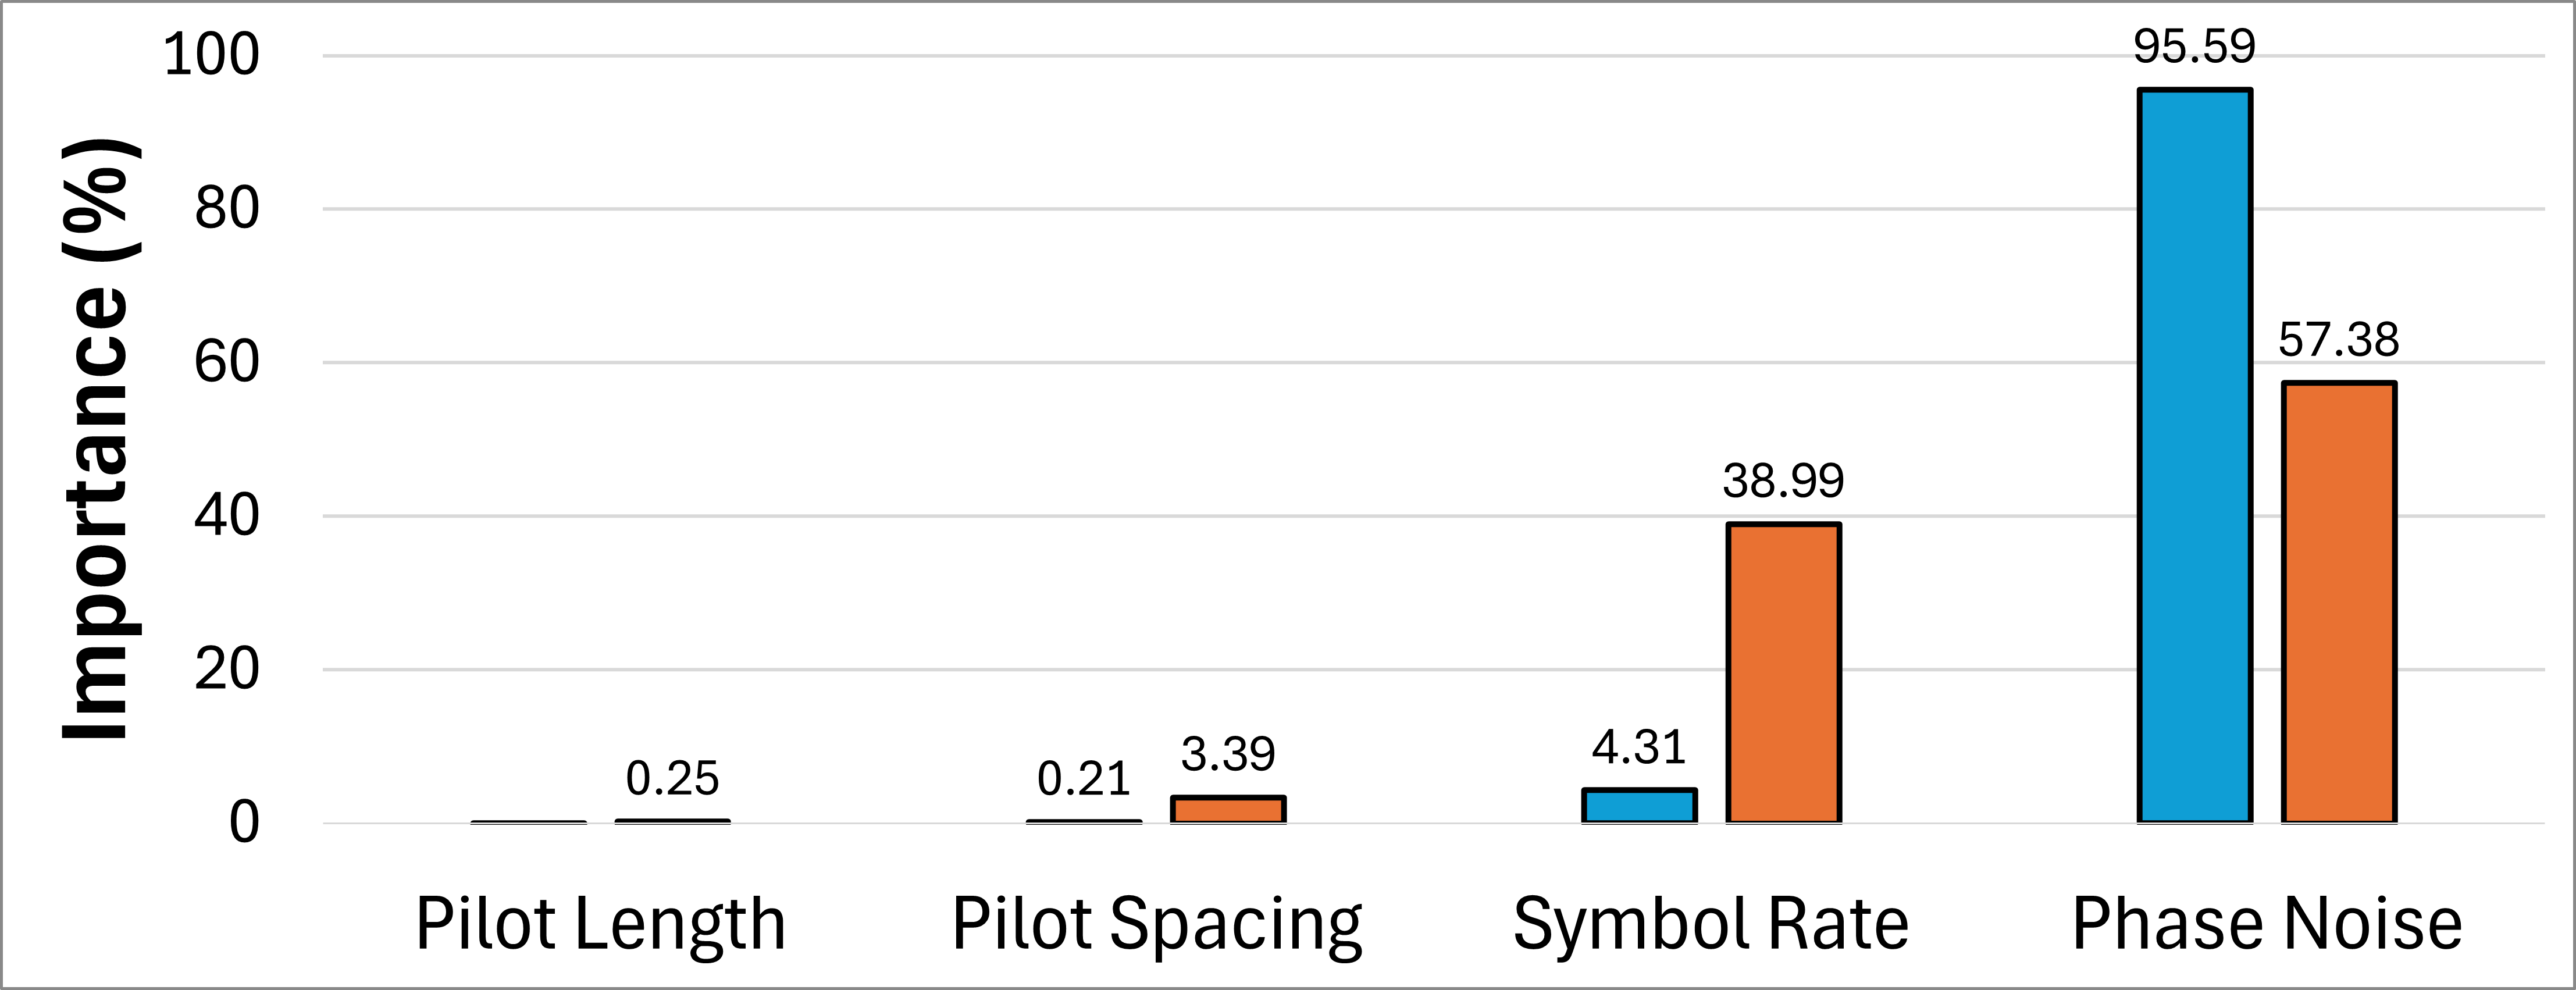 Importance (%)
100
80
60
40
20
0
0.25
0.21
3.39
4.31
38.99
95.59
57.38
Pilot Length
Pilot Spacing
Symbol Rate
Phase Noise